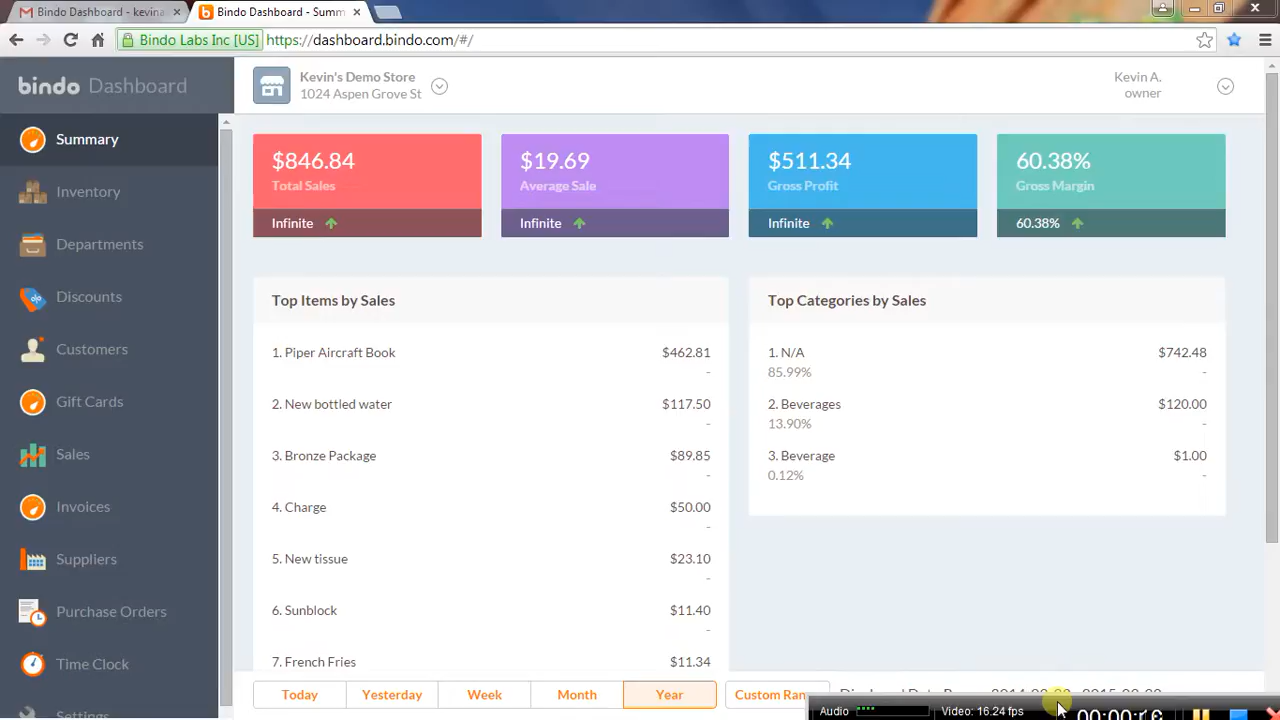 Bindo Dashboard - kevina
Bindo Dashboard - Summ
Bindo Labs Inc [US] https://dashboard.bindo.com/#/
bindo Dashboard
Kevin's Demo Store
1024 Aspen Grove St
Kevin A.
owner
Summary
Inventory
Departments
Discounts
Customers
Gift Cards
Sales
Invoices
Suppliers
Purchase Orders
Time Clock
Settings
$846.84
Total Sales
Infinite
$19.69
Average Sale
Infinite
$511.34
Gross Profit
Infinite
60.38%
Gross Margin
60.38%
Top Items by Sales
1. Piper Aircraft Book $462.81
-
2. New bottled water $117.50
-
3. Bronze Package $89.85
-
4. Charge $50.00
-
5. New tissue $23.10
-
6. Sunblock $11.40
-
7. French Fries $11.34
Top Categories by Sales
1. N/A $742.48
85.99% -
2. Beverages $120.00
13.90% -
3. Beverage $1.00
0.12% -
Today Yesterday Week Month Year Custom Ran
Audio Video: 16.24 fps